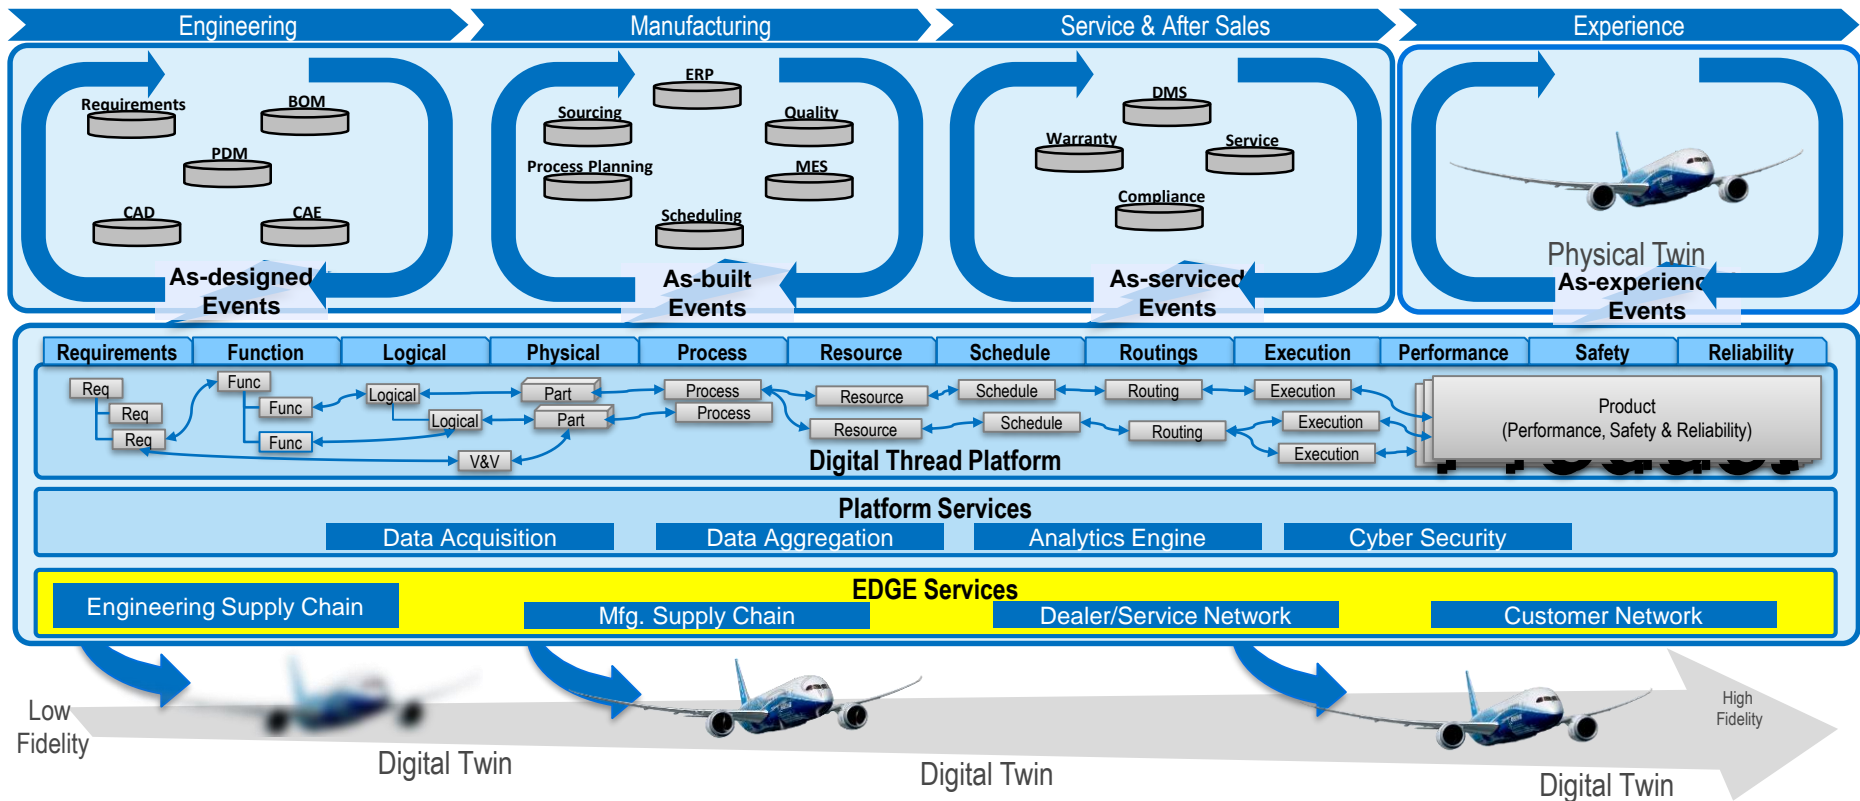 Engineering
Manufacturing
Service & After Sales
Experience
Requirements
BOM
PDM
CAD
CAE
As-designed
Events
ERP
Sourcing
Quality
Process Planning
MES
Scheduling
As-built
Events
DMS
Warranty
Service
Compliance
As-serviced
Events
Physical Twin
As-experienc
Events
Requirements
Function
Logical
Physical
Process
Resource
Schedule
Routings
Execution
Performance
Safety
Reliability
Req
Req
Req
Func
Func
Func
Logical
Logical
V&V
Part
Part
Process
Process
Resource
Resource
Schedule
Schedule
Routing
Routing
Execution
Execution
Execution
Product
(Performance, Safety & Reliability)
Digital Thread Platform
Platform Services
Data Acquisition
Data Aggregation
Analytics Engine
Cyber Security
EDGE Services
Engineering Supply Chain
Mfg. Supply Chain
Dealer/Service Network
Customer Network
Low
Fidelity
Digital Twin
Digital Twin
Digital Twin
High
Fidelity